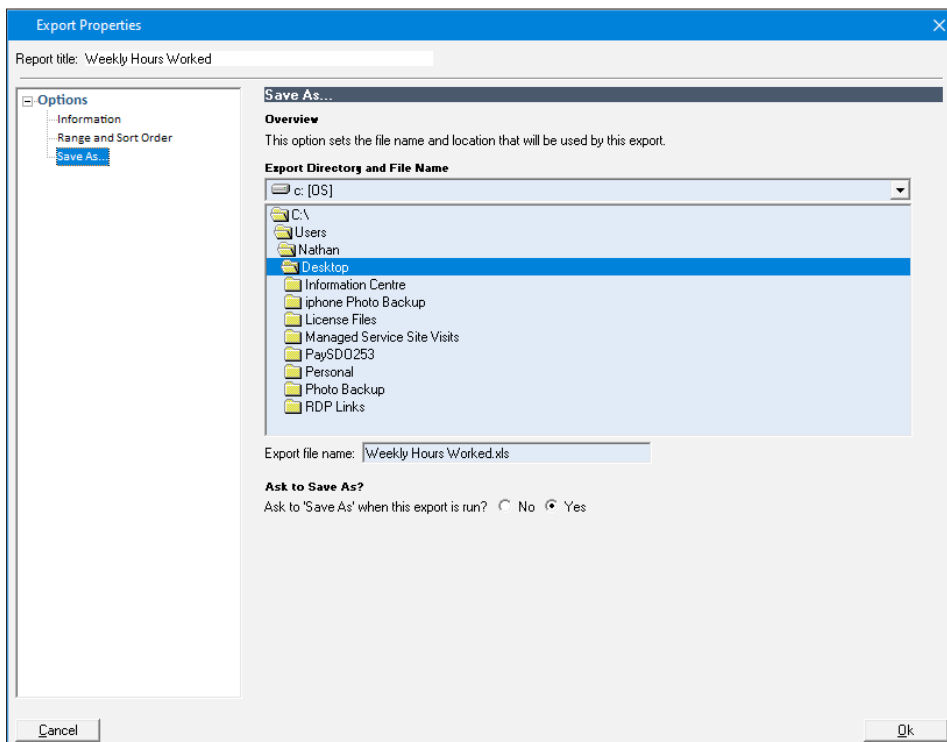 Export Properties
Report title: Weekly Hours Worked
Options
Information
Range and Sort Order
Save As...
Save As...
Overview
This option sets the file name and location that will be used by this export.
Export Directory and File Name
c: [OS]
C:\
Users
Nathan
Desktop
Information Centre
iphone Photo Backup
License Files
Managed Service Site Visits
PaySDO253
Personal
Photo Backup
RDP Links
Export file name: Weekly Hours Worked.xls
Ask to Save As?
Ask to 'Save As' when this export is run? No Yes
Cancel Ok